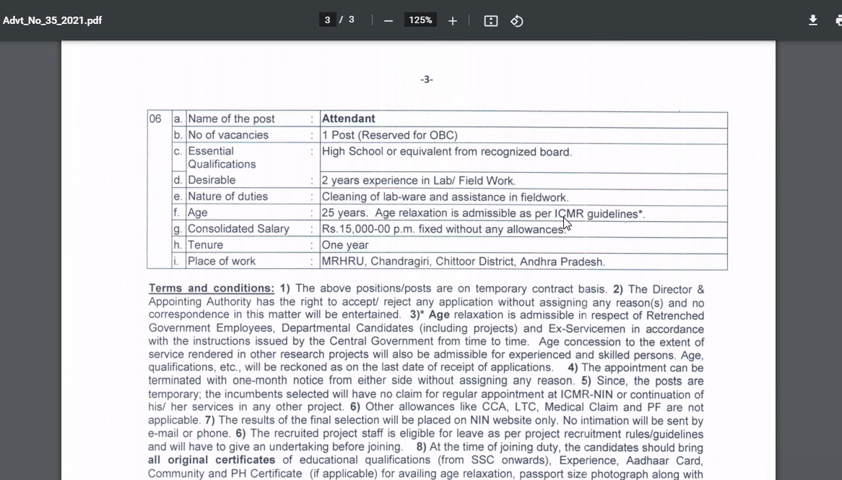 Advt_No_35_2021.pdf 3 / 3 125%
-3-
06 a. Name of the post : Attendant
b. No of vacancies : 1 Post (Reserved for OBC)
c. Essential Qualifications : High School or equivalent from recognized board.
d. Desirable : 2 years experience in Lab/ Field Work.
e. Nature of duties : Cleaning of lab-ware and assistance in fieldwork.
f. Age : 25 years. Age relaxation is admissible as per ICMR guidelines*.
g. Consolidated Salary : Rs.15,000-00 p.m. fixed without any allowances.
h. Tenure : One year
i. Place of work : MRHRU, Chandragiri, Chittoor District, Andhra Pradesh.
Terms and conditions: 1) The above positions/posts are on temporary contract basis. 2) The Director &
Appointing Authority has the right to accept/ reject any application without assigning any reason(s) and no
correspondence in this matter will be entertained. 3)* Age relaxation is admissible in respect of Retrenched
Government Employees, Departmental Candidates (including projects) and Ex-Servicemen in accordance
with the instructions issued by the Central Government from time to time. Age concession to the extent of
service rendered in other research projects will also be admissible for experienced and skilled persons. Age,
qualifications, etc., will be reckoned as on the last date of receipt of applications. 4) The appointment can be
terminated with one-month notice from either side without assigning any reason. 5) Since, the posts are
temporary; the incumbents selected will have no claim for regular appointment at ICMR-NIN or continuation of
his/ her services in any other project. 6) Other allowances like CCA, LTC, Medical Claim and PF are not
applicable. 7) The results of the final selection will be placed on NIN website only. No intimation will be sent by
e-mail or phone. 6) The recruited project staff is eligible for leave as per project recruitment rules/guidelines
and will have to give an undertaking before joining. 8) At the time of joining duty, the candidates should bring
all original certificates of educational qualifications (from SSC onwards), Experience, Aadhaar Card,
Community and PH Certificate (if applicable) for availing age relaxation, passport size photograph along with